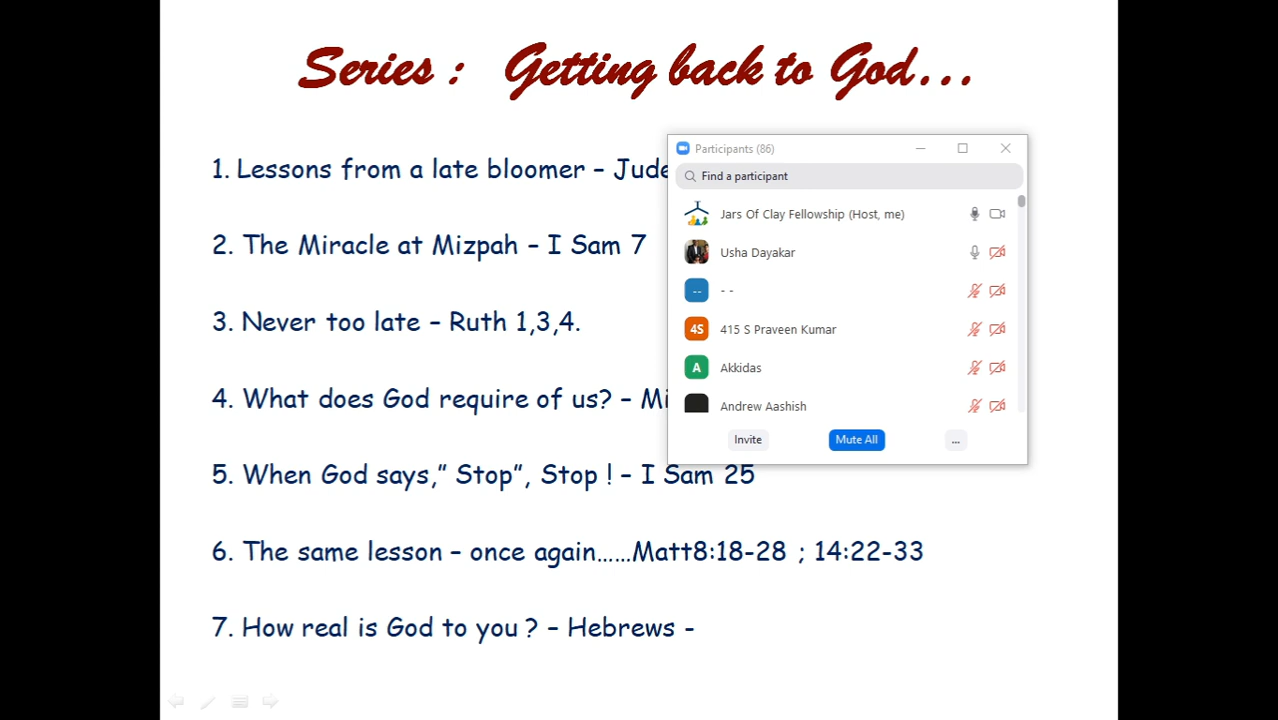 Series : Getting back to God...
1. Lessons from a late bloomer – Jude
2. The Miracle at Mizpah – I Sam 7
3. Never too late – Ruth 1,3,4.
4. What does God require of us? –
5. When God says,” Stop”, Stop ! – I Sam 25
6. The same lesson – once again……Matt8:18-28 ; 14:22-33
7. How real is God to you ? – Hebrews -
Participants (86)
Find a participant
Jars Of Clay Fellowship (Host, me)
Usha Dayakar
-- - -
4S 415 S Praveen Kumar
A Akkidas
Andrew Aashish
Invite Mute All ...